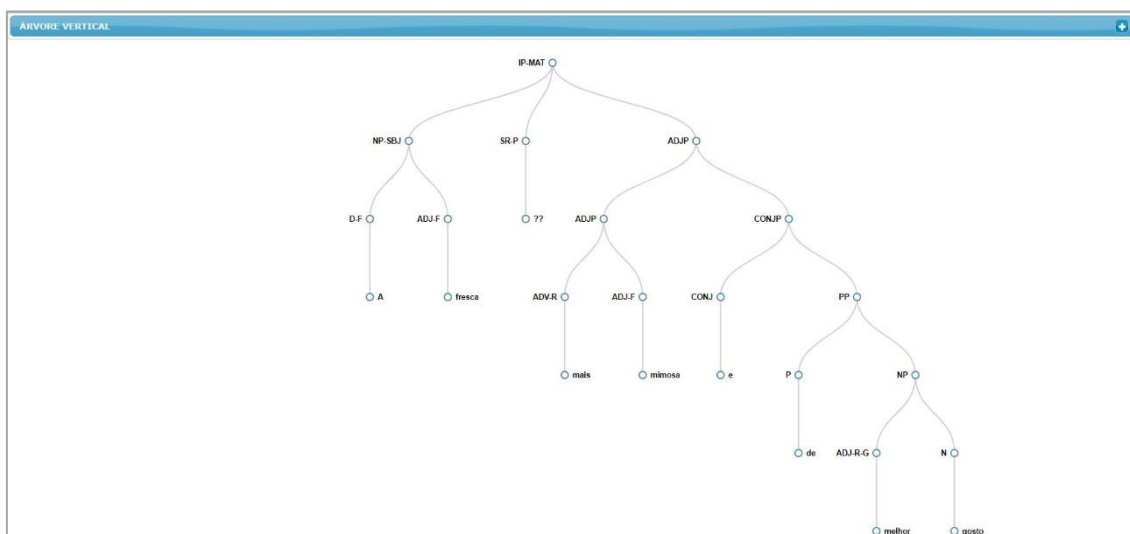 ÁRVORE VERTICAL
IP-MAT
NP-SBJ SR-P ADJP
D-F ADJ-F ?? ADJP CONJP
A fresca ADV-R ADJ-F CONJ PP
mais mimosa e P NP
de ADJ-R-G N
melhor gosto